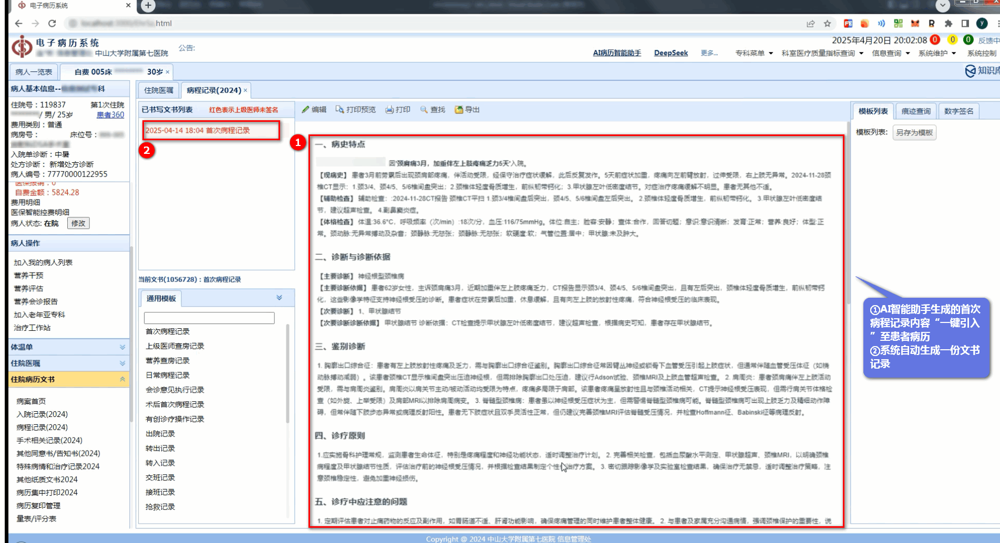 电子病历系统
.html
电子病历系统
中山大学附属第七医院
公告:
2025年4月20日 20:02:08 0 0 0 反馈中
AI病历智能助手 DeepSeek 更多... 专科菜单 科室医疗质量指标查询 信息查询 系统维护 系统控制
病人一览表
自费 005床 30岁
知识库
病人基本信息-- 科
住院号：119837 第1次住院
/ 男/ 25岁 患者360
费用类别：普通
病房号： 床位号：
入院单诊断：中暑
处方诊断： 新增处方诊断
病人编号：77770000122955
医保报销：0
自费金额：5824.28
费用明细
医保智能控费明细
病人状态: 在院 修改
病人操作
加入我的病人列表
营养干预
营养评估
营养会诊报告
加入老年亚专科
治疗工作站
体温单
住院医嘱
住院病历文书
病案首页
入院记录(2024)
病程记录(2024)
手术相关记录(2024)
其他同意书/告知书(2024)
特殊病情和治疗记录2024
其他纸质文书2024
病历集中打印2024
病历复印管理
量表/评分表
住院医嘱 病程记录(2024)
已书写文书列表 红色表示上级医师未签名
2025-04-14 18:04 首次病程记录
2
1
当前文书(1056728)：首次病程记录
通用模板
首次病程记录
上级医师查房记录
营养查房记录
日常病程记录
会诊意见执行记录
术后首次病程记录
有创诊疗操作记录
出院记录
转出记录
转入记录
交班记录
接班记录
抢救记录
编辑 打印预览 打印 查找 导出
一、病史特点
因'颈肩痛3月，加重伴左上肢疼痛乏力5天'入院。
【现病史】 患者3月前劳累后出现颈肩部疼痛，伴活动受限，经保守治疗症状缓解，此后反复发作。5天前症状加重，疼痛向左前臂放射，过伸受限，右上肢无异常。2024-11-28颈
椎CT显示：1.颈3/4、颈4/5、5/6椎间盘突出；2.颈椎体轻度骨质增生，前纵韧带钙化；3.甲状腺左叶低密度结节。对症治疗疼痛缓解不明显。患者无其他不适。
【辅助检查】 辅助检查：:2024-11-28CT报告 颈椎CT平扫 1.颈3/4椎间盘后突出，颈4/5、5/6椎间盘左后突出。 2.颈椎体轻度骨质增生，前纵韧带钙化。 3.甲状腺左叶低密度结
节，建议超声检查。 4.副鼻窦炎症。
【体格检查】 体温:36.6°C，呼吸频率（次/min）:18次/分，血压:116/75mmHg。体位:自主；脸容:安静；查体:合作，回答切题；意识:意识清晰；发育:正常；营养:良好；体型:正
常。颈动脉:无异常搏动及杂音；颈静脉:无怒张；颈静脉:无怒张；软硬度:软；气管位置:居中；甲状腺:未及肿大。
二、诊断与诊断依据
【主要诊断】 神经根型颈椎病
【主要诊断依据】 患者62岁女性，主诉颈肩痛3月，近期加重伴左上肢疼痛乏力，CT报告显示颈3/4、颈4/5、5/6椎间盘突出，且有左后突出，颈椎体轻度骨质增生，前纵韧带钙
化，这些影像学特征支持神经根受压的诊断。患者症状在劳累后加重，休息缓解，且有向左上肢的放射性疼痛，符合神经根受压的临床表现。
【次要诊断】 1、甲状腺结节
【次要诊断诊断依据】 甲状腺结节 诊断依据：CT检查提示甲状腺左叶低密度结节，建议超声检查，根据病史可知，患者存在甲状腺结节。
三、鉴别诊断
1. 胸廓出口综合征：患者有左上肢放射性疼痛及乏力，需与胸廓出口综合征鉴别。胸廓出口综合征常因臂丛神经或锁骨下血管受压引起上肢症状，但通常伴随血管受压体征（如桡
动脉搏动减弱）。该患者颈椎CT显示椎间盘突出压迫神经根，但需排除胸廓出口处压迫，建议行Adson试验、颈椎MRI及上肢血管超声检查。 2. 肩周炎：患者颈肩痛伴左上肢活动
受限，需与肩周炎鉴别。肩周炎以肩关节主动/被动活动均受限为特点，疼痛多局限于肩部。该患者疼痛呈放射性且与颈椎活动相关，CT提示神经根受压表现，但需行肩关节体格检
查（如外旋、上举受限）及肩部MRI以排除肩周病变。 3. 脊髓型颈椎病：患者虽以神经根受压症状为主，但需警惕脊髓型颈椎病可能。脊髓型颈椎病可出现上肢乏力及精细动作障
碍，但常伴随下肢步态异常或病理反射阳性。患者无下肢症状且双手灵活性正常，但仍建议完善颈椎MRI评估脊髓受压情况，并检查Hoffmann征、Babinski征等病理反射。
四、诊疗原则
1.应实施骨科护理常规，监测患者生命体征，特别是疼痛程度和神经功能状态，适时调整治疗计划。 2. 完善相关检查，包括血尿酸水平测定、甲状腺超声、颈椎MRI，以明确颈椎
病程度及甲状腺结节性质，评估治疗前的神经根受压情况，并根据检查结果制定个性化治疗方案。 3. 密切跟踪影像学及实验室检查结果，确保治疗无禁忌，适时调整治疗策略，注
意颈椎稳定性，避免加重神经损伤。
五、诊疗中应注意的问题
1. 定期评估患者对止痛药物的反应及副作用，如胃肠道不适、肝肾功能影响，确保疼痛管理的同时维护患者整体健康。 2. 与患者及家属充分沟通病情，强调颈椎保护的重要性，说
模板列表 痕迹查询 数字签名
模板列表: 另存为模板
①AI智能助手生成的首次
病程记录内容“一键引入
”至患者病历
②系统自动生成一份文书
记录
Copyright @ 2024 中山大学附属第七医院 信息管理处